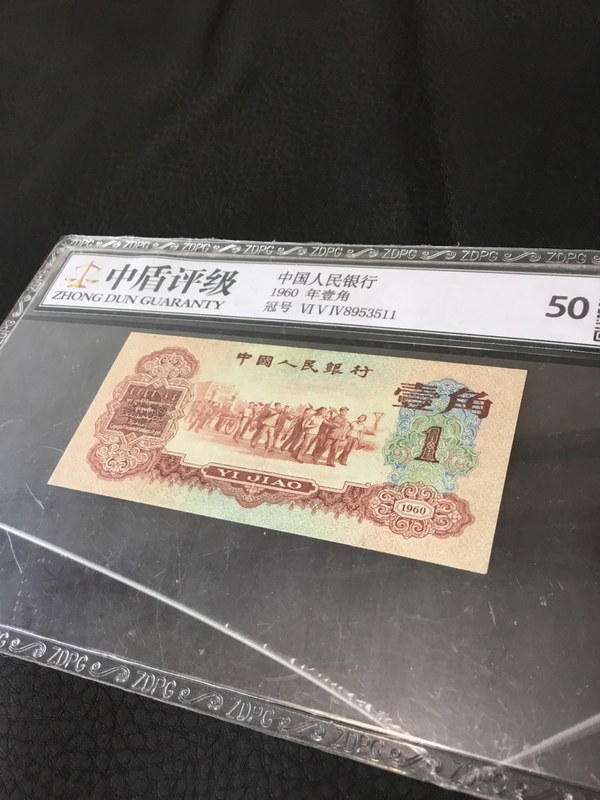 ZDPG ZDPG ZDPG ZDPG ZDPG ZDPG ZDPG
中盾评级
ZHONG DUN GUARANTY
中国人民银行
1960 年壹角
冠号 VI V IV8953511
50
中國人民銀行
壹角
1
YI JIAO
1960
ZDPG ZDPG ZDPG ZDPG ZDPG